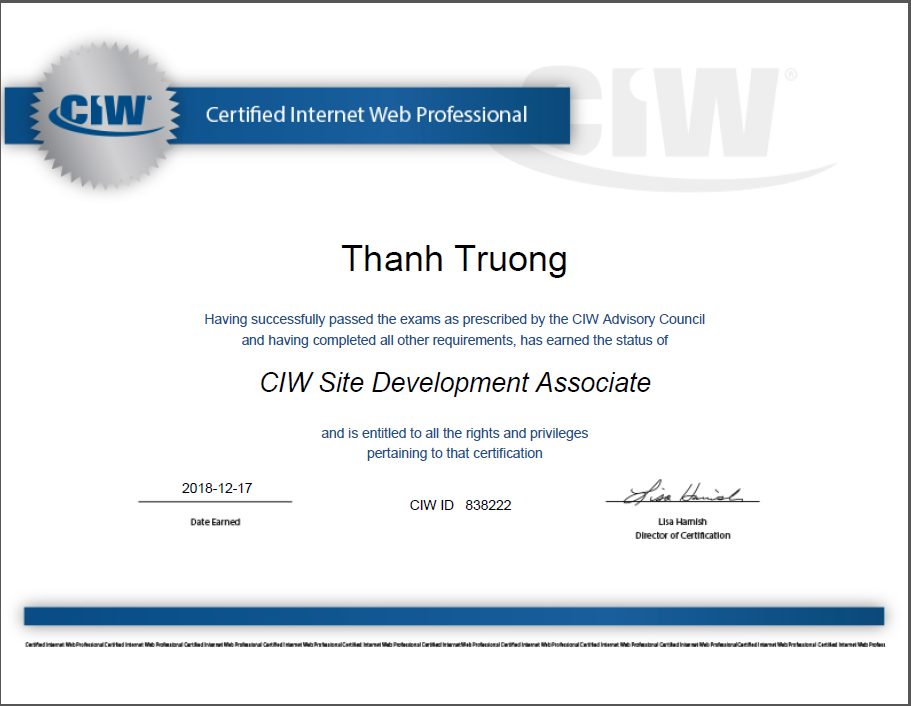 CIW®
Certified Internet Web Professional
CIW®
Thanh Truong
Having successfully passed the exams as prescribed by the CIW Advisory Council
and having completed all other requirements, has earned the status of
CIW Site Development Associate
and is entitled to all the rights and privileges
pertaining to that certification
2018-12-17
Date Earned
CIW ID 838222
Lisa Hamish
Lisa Hamish
Director of Certification
Certified Internet Web Professional Certified Internet Web Professional Certified Internet Web Professional Certified Internet Web Professional Certified Internet Web Professional Certified Internet Web Professional Certified Internet Web Professional Certified Internet Web Professional Certified Internet Web Professional Certified Internet Web Professional Certified Internet Web Profess